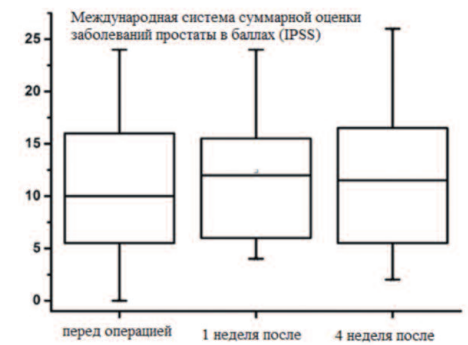 Международная система суммарной оценки
заболеваний простаты в баллах (IPSS)
25
20
15
10
5
0
перед операцией
1 неделя после
4 неделя после